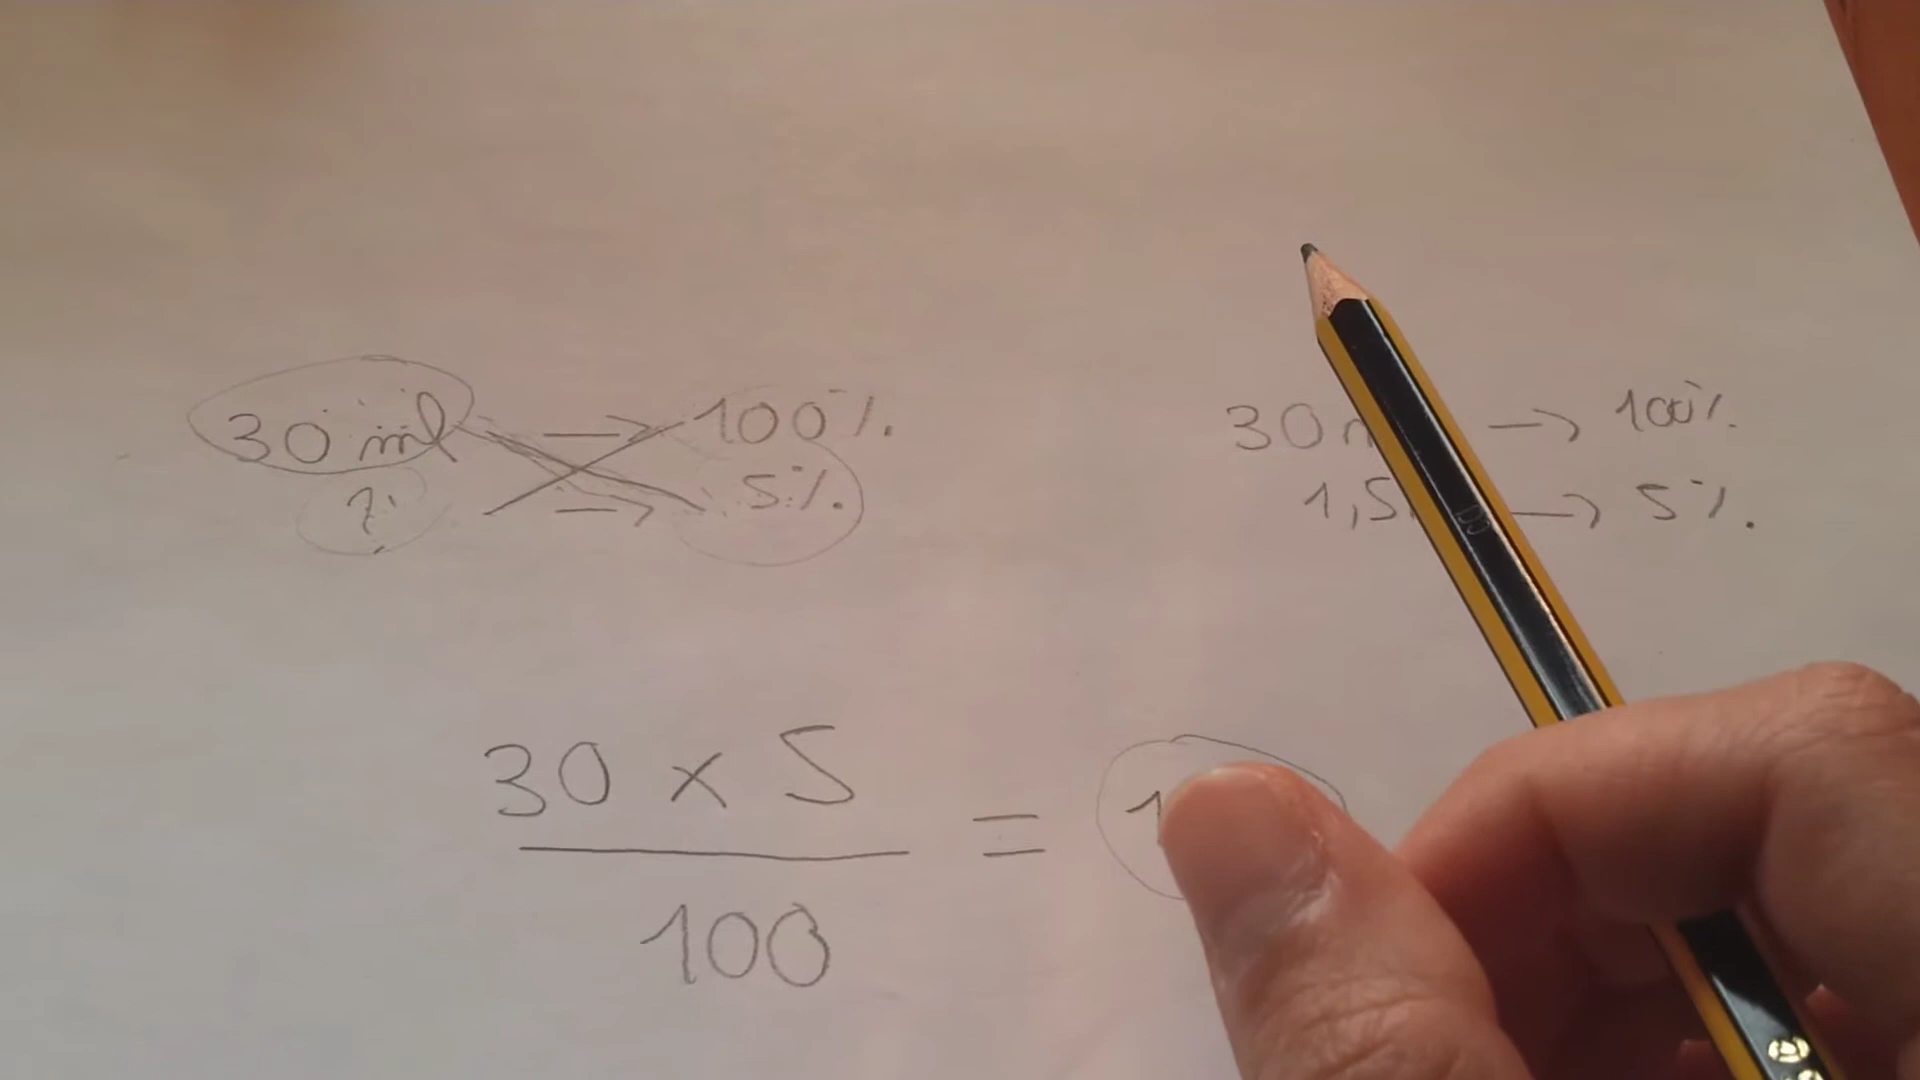 30 ml → 100%.
? → 5%.
30 → 100%.
1,5 → 5%.
30 x 5
=
100